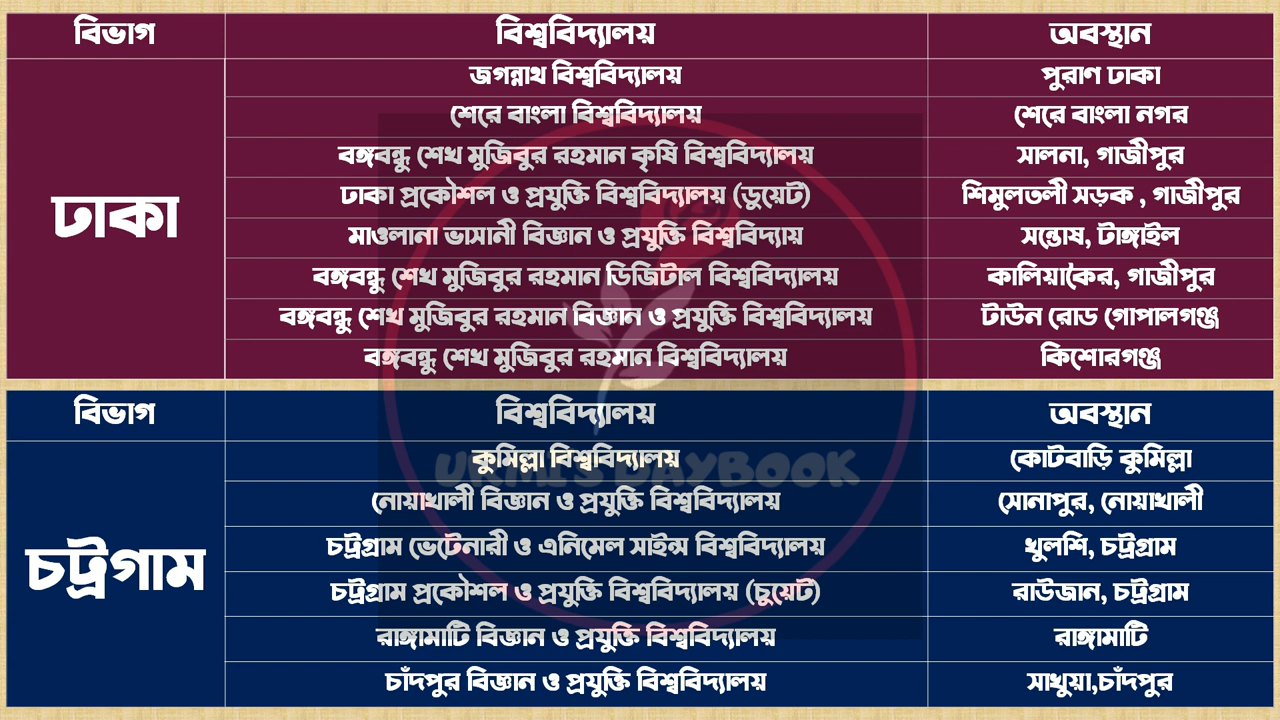 বিভাগ বিশ্ববিদ্যালয় অবস্থান
ঢাকা
জগন্নাথ বিশ্ববিদ্যালয় পুরাণ ঢাকা
শেরে বাংলা বিশ্ববিদ্যালয় শেরে বাংলা নগর
বঙ্গবন্ধু শেখ মুজিবুর রহমান কৃষি বিশ্ববিদ্যালয় সালনা, গাজীপুর
ঢাকা প্রকৌশল ও প্রযুক্তি বিশ্ববিদ্যালয় (ডুয়েট) শিমুলতলী সড়ক , গাজীপুর
মাওলানা ভাসানী বিজ্ঞান ও প্রযুক্তি বিশ্ববিদ্যায় সন্তোষ, টাঙ্গাইল
বঙ্গবন্ধু শেখ মুজিবুর রহমান ডিজিটাল বিশ্ববিদ্যালয় কালিয়াকৈর, গাজীপুর
বঙ্গবন্ধু শেখ মুজিবুর রহমান বিজ্ঞান ও প্রযুক্তি বিশ্ববিদ্যালয় টাউন রোড গোপালগঞ্জ
বঙ্গবন্ধু শেখ মুজিবুর রহমান বিশ্ববিদ্যালয় কিশোরগঞ্জ
বিভাগ বিশ্ববিদ্যালয় অবস্থান
চট্রগাম
কুমিল্লা বিশ্ববিদ্যালয় কোটবাড়ি কুমিল্লা
URMI'S DAYBOOK
নোয়াখালী বিজ্ঞান ও প্রযুক্তি বিশ্ববিদ্যালয় সোনাপুর, নোয়াখালী
চট্রগ্রাম ভেটেনারী ও এনিমেল সাইন্স বিশ্ববিদ্যালয় খুলশি, চট্রগ্রাম
চট্রগ্রাম প্রকৌশল ও প্রযুক্তি বিশ্ববিদ্যালয় (চুয়েট) রাউজান, চট্রগ্রাম
রাঙ্গামাটি বিজ্ঞান ও প্রযুক্তি বিশ্ববিদ্যালয় রাঙ্গামাটি
চাঁদপুর বিজ্ঞান ও প্রযুক্তি বিশ্ববিদ্যালয় সাখুয়া,চাঁদপুর